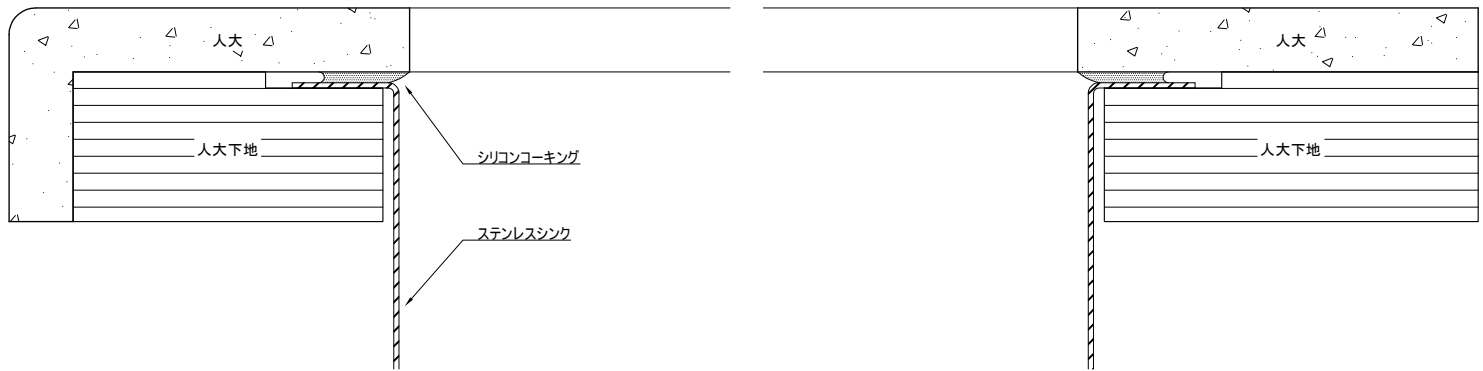 人大
人大
人大下地
人大下地
シリコンコーキング
ステンレスシンク